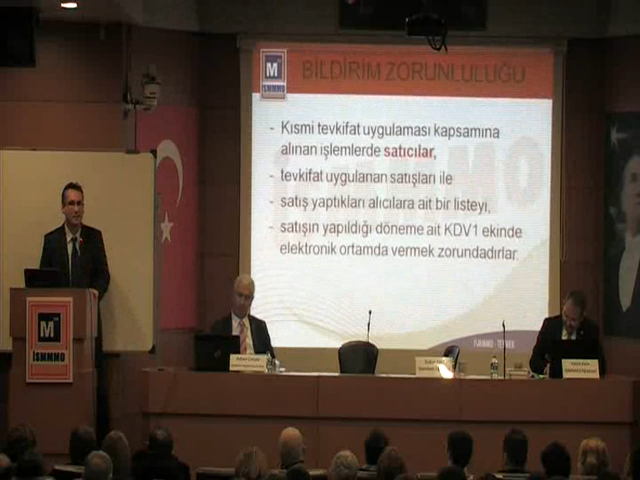 BİLDİRİM ZORUNLULUĞU
M
İSMMMO
- Kısmi tevkifat uygulaması kapsamına
alınan işlemlerde satıcılar,
- tevkifat uygulanan satışları ile
- satış yaptıkları alıcılara ait bir listeyi,
- satışın yapıldığı döneme ait KDV1 ekinde
elektronik ortamda vermek zorundadırlar.
M
İSMMMO